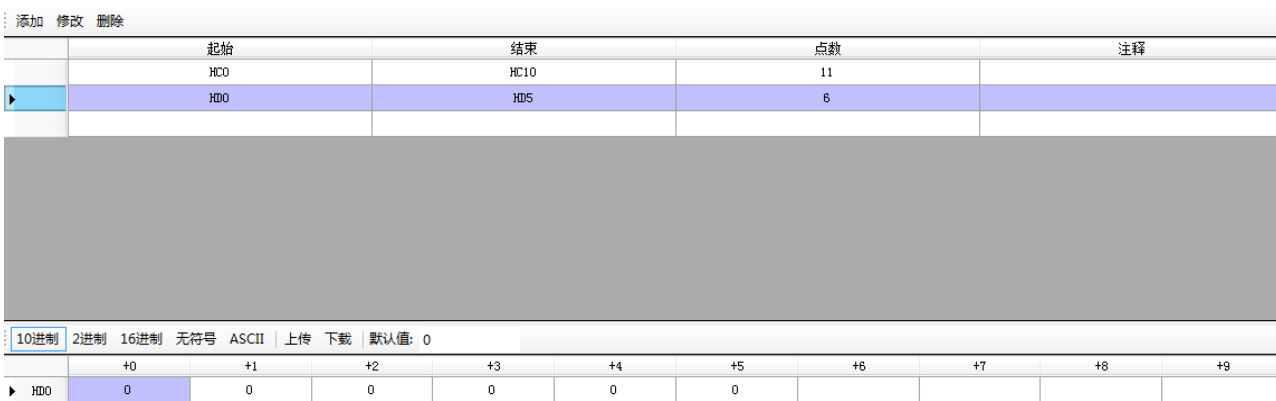 添加 修改 删除
起始 结束 点数 注释
HC0 HC10 11
HD0 HD5 6
10进制 2进制 16进制 无符号 ASCII 上传 下载 默认值: 0
+0 +1 +2 +3 +4 +5 +6 +7 +8 +9
HD0 0 0 0 0 0 0